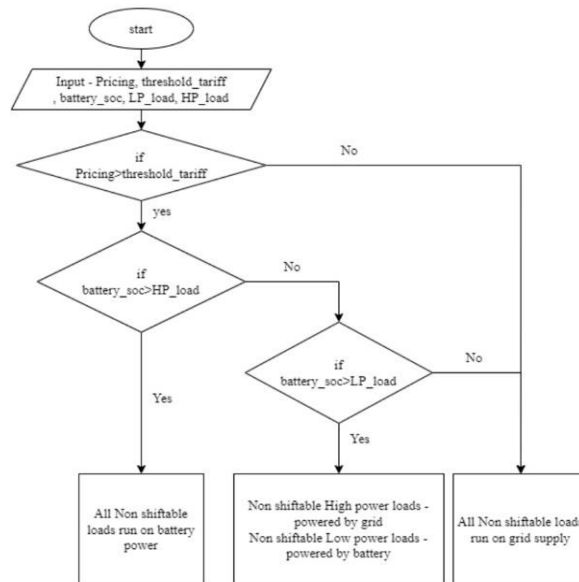 start
Input - Pricing, threshold_tariff
, battery_soc, LP_load, HP_load
if
Pricing>threshold_tariff
No
yes
if
battery_soc>HP_load
No
if
battery_soc>LP_load
No
Yes
Yes
All Non shiftable
loads run on battery
power
Non shiftable High power loads -
powered by grid
Non shiftable Low power loads -
powered by battery
All Non shiftable loads
run on grid supply